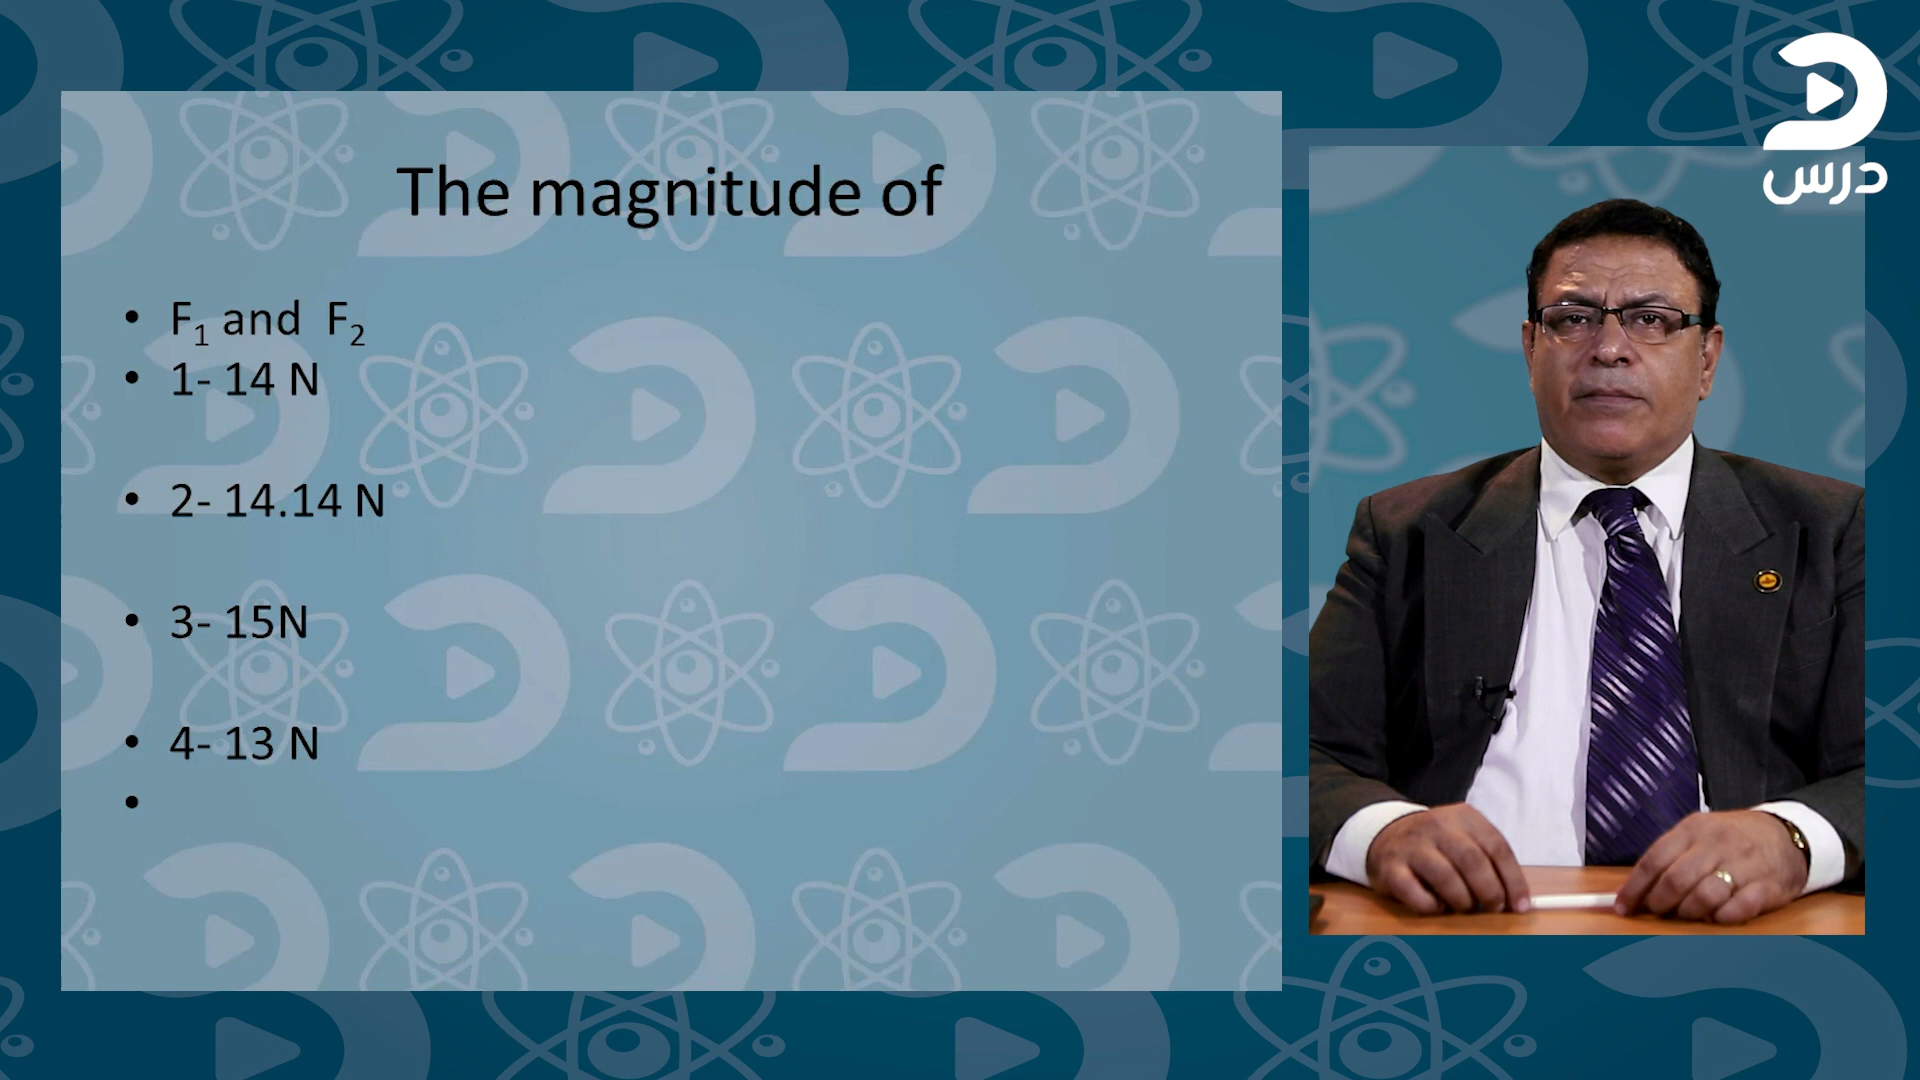 The magnitude of
• F₁ and F₂
• 1- 14 N
• 2- 14.14 N
• 3- 15N
• 4- 13 N
•
درس